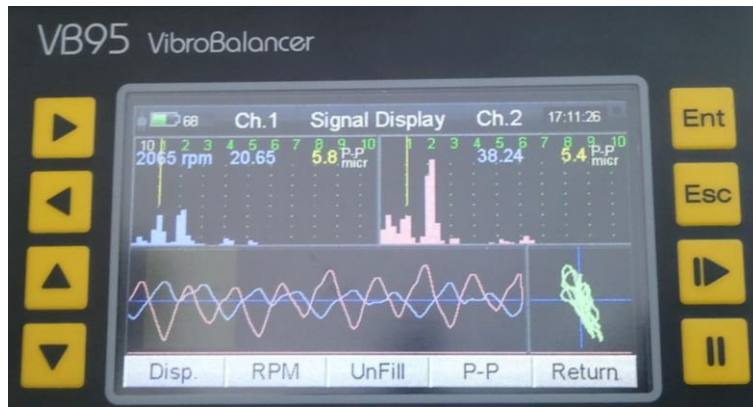 VB95 VibroBalancer
68 Ch.1 Signal Display Ch.2 17:11:26
10 1 2 3 4 5 6 7 8 9 10 1 2 3 4 5 6 7 8 9 10
2065 rpm 20.65 5.8 P-P micr 38.24 5.4 P-P micr
Disp. RPM UnFill P-P Return
Ent
Esc